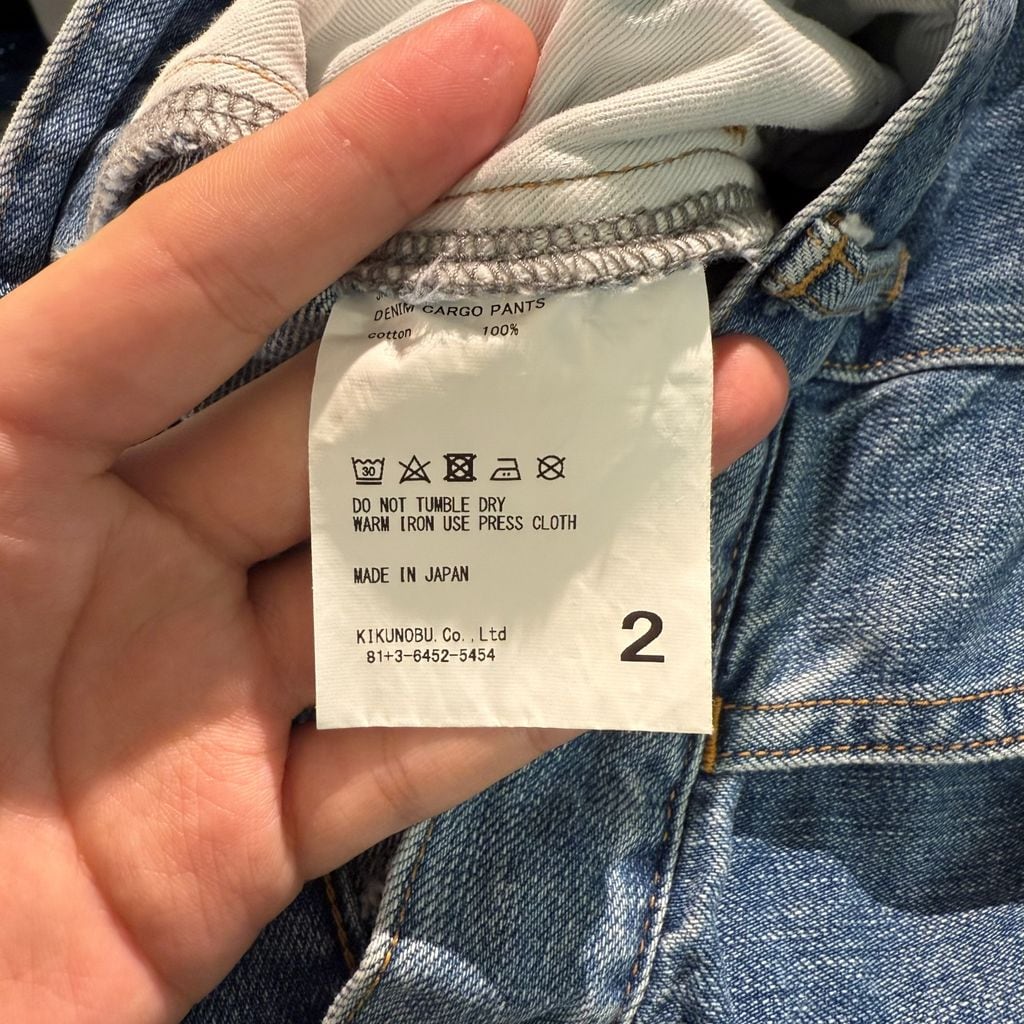 DENIM CARGO PANTS
cotton 100%
30
DO NOT TUMBLE DRY
WARM IRON USE PRESS CLOTH
MADE IN JAPAN
KIKUNOBU.Co.,Ltd
81+3-6452-5454
2